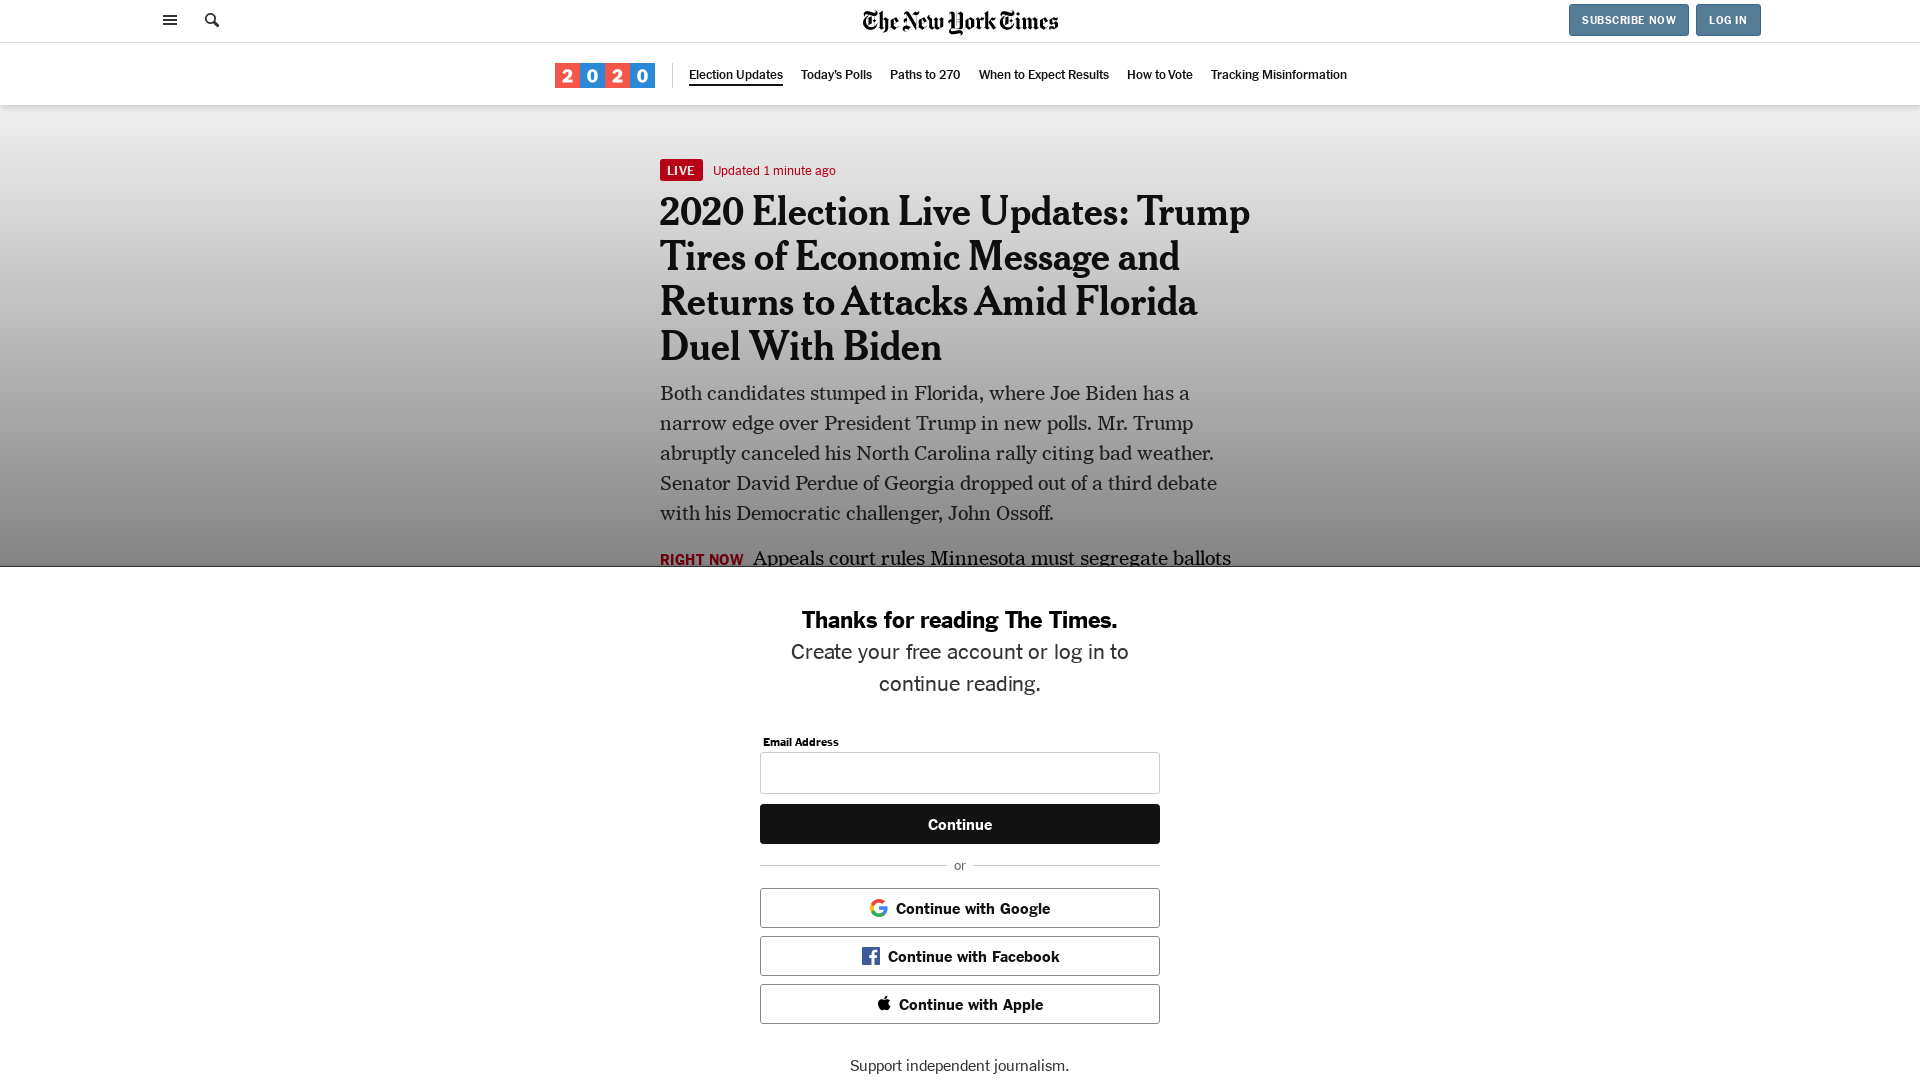 The New York Times
SUBSCRIBE NOW
LOG IN
2020
Election Updates
Today's Polls
Paths to 270
When to Expect Results
How to Vote
Tracking Misinformation
LIVE Updated 1 minute ago
2020 Election Live Updates: Trump
Tires of Economic Message and
Returns to Attacks Amid Florida
Duel With Biden
Both candidates stumped in Florida, where Joe Biden has a
narrow edge over President Trump in new polls. Mr. Trump
abruptly canceled his North Carolina rally citing bad weather.
Senator David Perdue of Georgia dropped out of a third debate
with his Democratic challenger, John Ossoff.
RIGHT NOW Appeals court rules Minnesota must segregate ballots
Thanks for reading The Times.
Create your free account or log in to
continue reading.
Email Address
Continue
or
Continue with Google
Continue with Facebook
Continue with Apple
Support independent journalism.